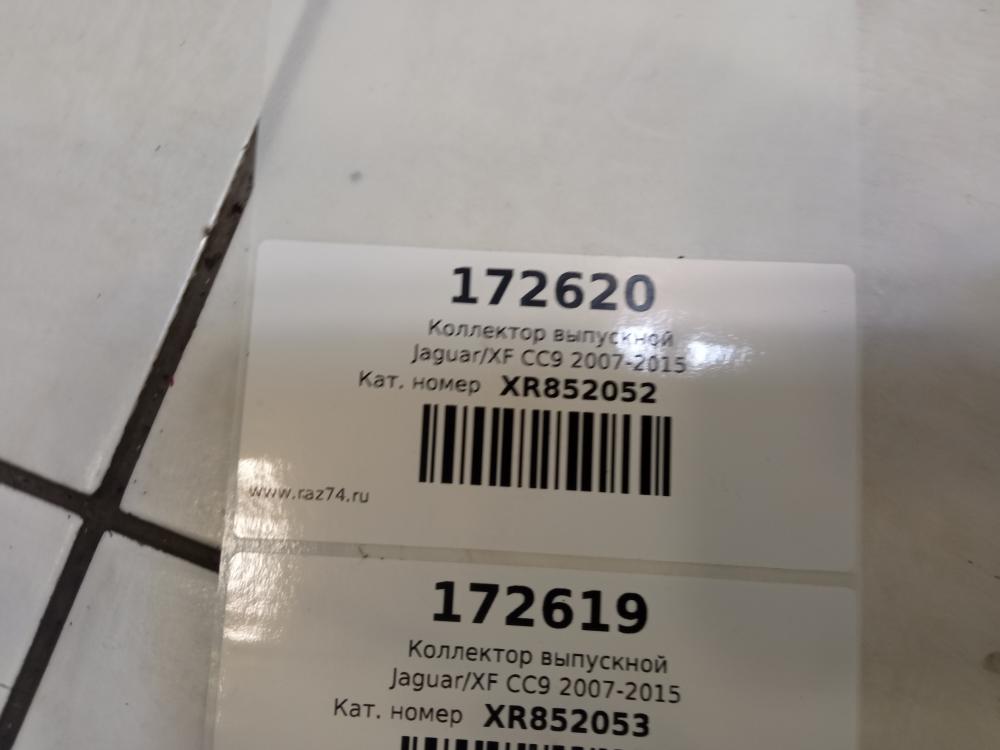 172620
Коллектор выпускной
Jaguar/XF CC9 2007-2015
Кат. номер XR852052
www.raz74.ru
172619
Коллектор выпускной
Jaguar/XF CC9 2007-2015
Кат. номер XR852053